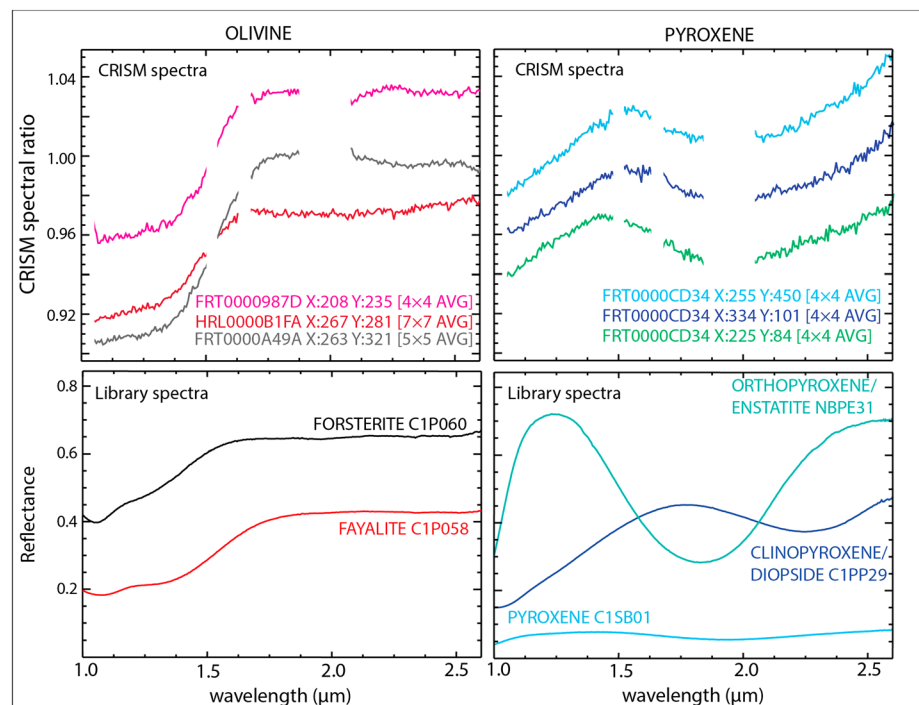 OLIVINE
PYROXENE
CRISM spectra
CRISM spectra
1.04
1.00
0.96
0.92
CRISM spectral ratio
FRT0000987D X:208 Y:235 [4×4 AVG]
HRL0000B1FA X:267 Y:281 [7×7 AVG]
FRT0000A49A X:263 Y:321 [5×5 AVG]
FRT0000CD34 X:255 Y:450 [4×4 AVG]
FRT0000CD34 X:334 Y:101 [4×4 AVG]
FRT0000CD34 X:225 Y:84 [4×4 AVG]
Library spectra
Library spectra
0.8
0.6
0.4
0.2
Reflectance
FORSTERITE C1P060
FAYALITE C1P058
ORTHOPYROXENE/
ENSTATITE NBPE31
CLINOPYROXENE/
DIOPSIDE C1PP29
PYROXENE C1SB01
1.0 1.5 2.0 2.5
1.0 1.5 2.0 2.5
wavelength (μm)
wavelength (μm)